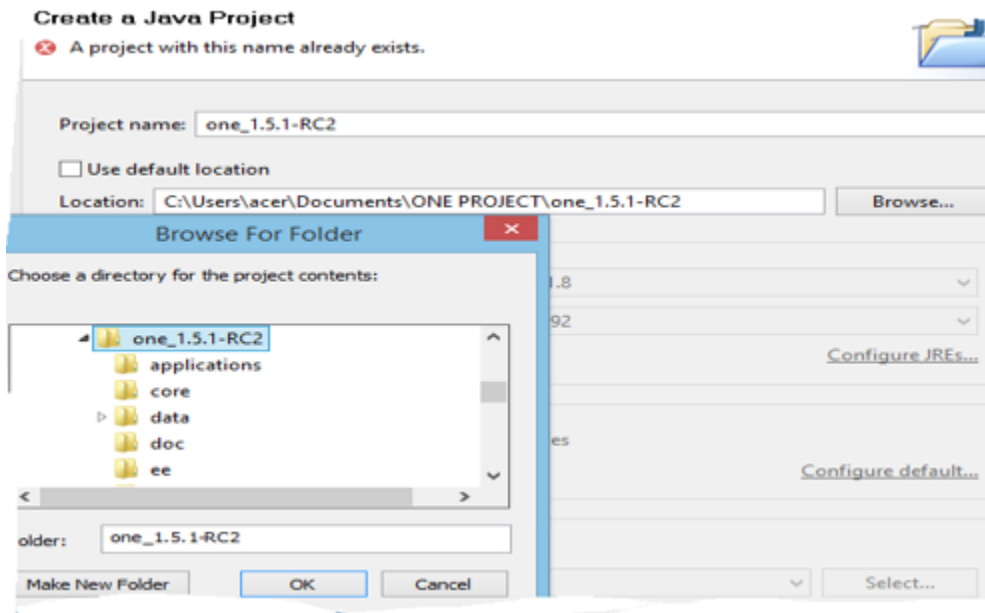 Create a Java Project
A project with this name already exists.
Project name: one_1.5.1-RC2
Use default location
Location: C:\Users\acer\Documents\ONE PROJECT\one_1.5.1-RC2 Browse...
Browse For Folder
Choose a directory for the project contents:
1.8
one_1.5.1-RC2
92
applications
Configure JREs...
core
data
es
doc
ee
Configure default...
older: one_1.5.1-RC2
Make New Folder OK Cancel
Select...